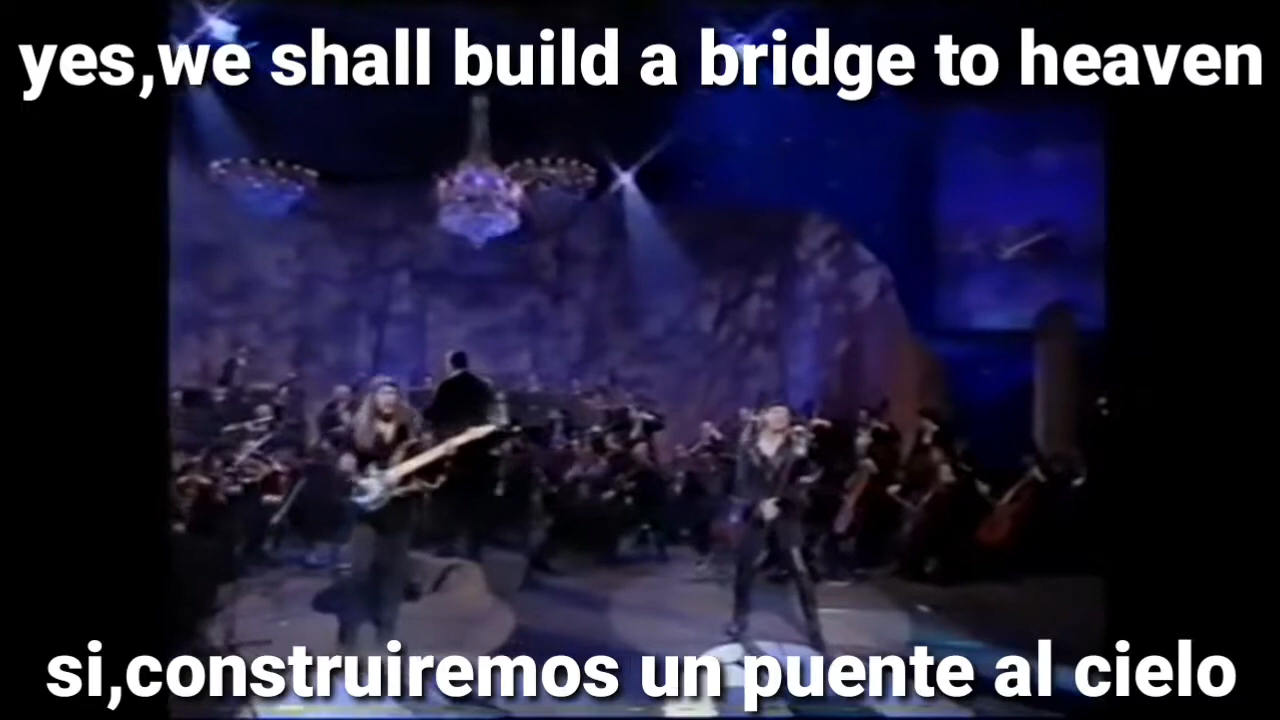 yes,we shall build a bridge to heaven
si,construiremos un puente al cielo